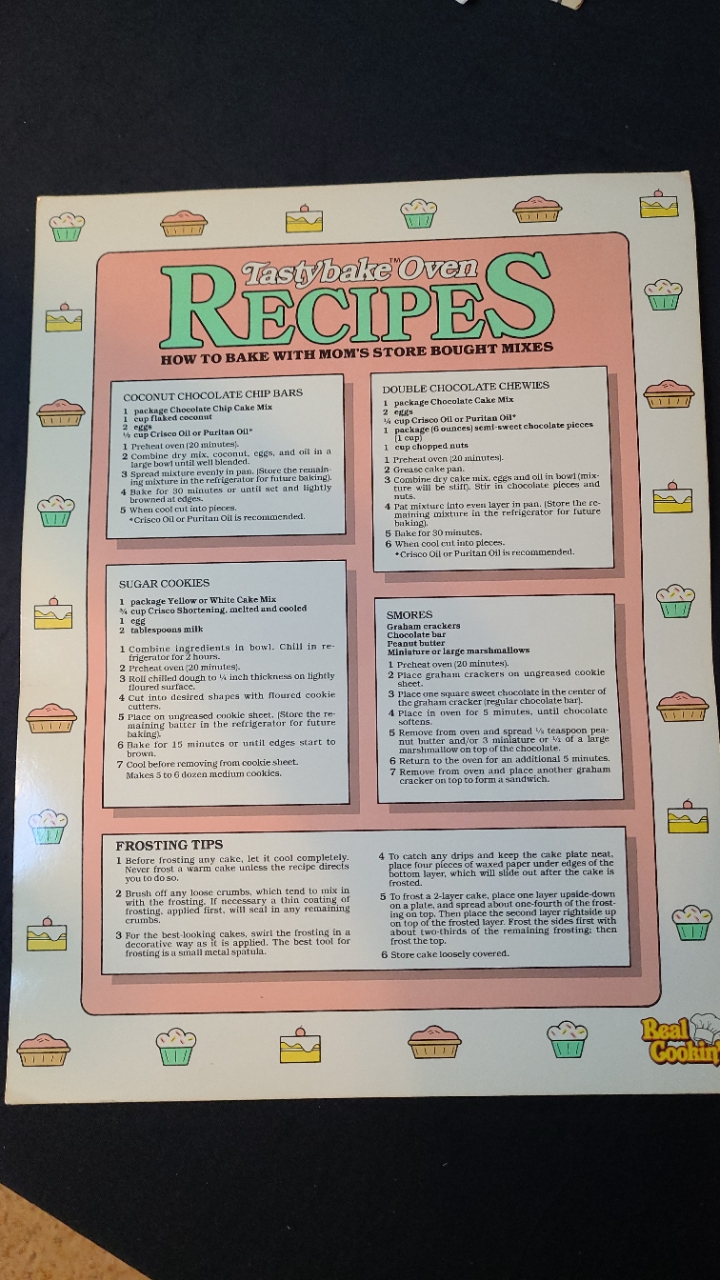 Tastybake™ Oven
RECIPES
HOW TO BAKE WITH MOM'S STORE BOUGHT MIXES
COCONUT CHOCOLATE CHIP BARS
1 package Chocolate Chip Cake Mix
1 cup flaked coconut
2 eggs
cup Crisco Oil or Puritan Oil*
1 Preheat oven (20 minutes).
2 Combine dry mix, coconut, eggs, and oil in a
large bowl until well blended.
3 Spread mixture evenly in pan. (Store the remain-
ing mixture in the refrigerator for future baking).
4 Bake for 30 minutes or until set and lightly
browned at edges.
5 When cool cut into pieces.
*Crisco Oil or Puritan Oil is recommended.
DOUBLE CHOCOLATE CHEWIES
1 package Chocolate Cake Mix
2 eggs
¼ cup Crisco Oil or Puritan Oil*
1 package (6 ounces) semi-sweet chocolate pieces
(1 cup)
1 cup chopped nuts
1 Preheat oven (20 minutes).
2 Grease cake pan.
3 Combine dry cake mix, eggs and oil in bowl (mix-
ture will be stiff). Stir in chocolate pieces and
nuts.
4 Pat mixture into even layer in pan. (Store the re-
maining mixture in the refrigerator for future
baking).
5 Bake for 30 minutes.
6 When cool cut into pieces.
*Crisco Oil or Puritan Oil is recommended.
SUGAR COOKIES
1 package Yellow or White Cake Mix
¾ cup Crisco Shortening, melted and cooled
1 egg
2 tablespoons milk
1 Combine ingredients in bowl. Chill in re-
frigerator for 2 hours.
2 Preheat oven (20 minutes).
3 Roll chilled dough to ¼ inch thickness on lightly
floured surface.
4 Cut into desired shapes with floured cookie
cutters.
5 Place on ungreased cookie sheet. (Store the re-
maining batter in the refrigerator for future
baking).
6 Bake for 15 minutes or until edges start to
brown.
7 Cool before removing from cookie sheet.
Makes 5 to 6 dozen medium cookies.
SMORES
Graham crackers
Chocolate bar
Peanut butter
Miniature or large marshmallows
1 Preheat oven (20 minutes).
2 Place graham crackers on ungreased cookie
sheet.
3 Place one square sweet chocolate in the center of
the graham cracker (regular chocolate bar).
4 Place in oven for 5 minutes, until chocolate
softens.
5 Remove from oven and spread ½ teaspoon pea-
nut butter and/or 3 miniature or ½ of a large
marshmallow on top of the chocolate.
6 Return to the oven for an additional 5 minutes.
7 Remove from oven and place another graham
cracker on top to form a sandwich.
FROSTING TIPS
1 Before frosting any cake, let it cool completely.
Never frost a warm cake unless the recipe directs
you to do so.
2 Brush off any loose crumbs, which tend to mix in
with the frosting. If necessary a thin coating of
frosting, applied first, will seal in any remaining
crumbs.
3 For the best-looking cakes, swirl the frosting in a
decorative way as it is applied. The best tool for
frosting is a small metal spatula.
4 To catch any drips and keep the cake plate neat,
place four pieces of waxed paper under edges of the
bottom layer, which will slide out after the cake is
frosted.
5 To frost a 2-layer cake, place one layer upside-down
on a plate, and spread about one-fourth of the frost-
ing on top. Then place the second layer rightside up
on top of the frosted layer. Frost the sides first with
about two-thirds of the remaining frosting; then
frost the top.
6 Store cake loosely covered.
Real
Cookin'